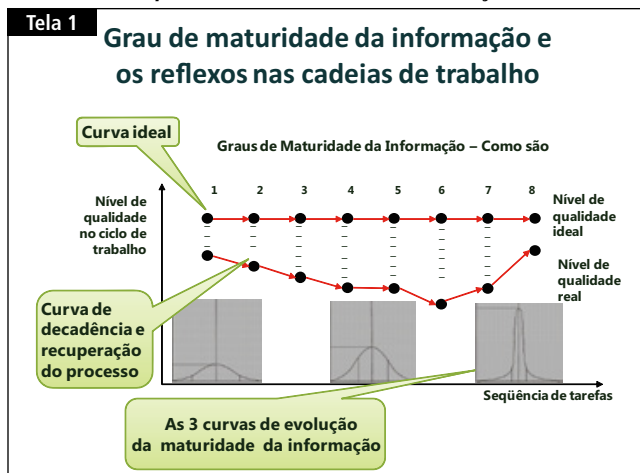 Tela 1
Grau de maturidade da informação e
os reflexos nas cadeias de trabalho
Curva ideal
Graus de Maturidade da Informação – Como são
Nível de
qualidade
no ciclo de
trabalho
1 2 3 4 5 6 7 8
Nível de
qualidade
ideal
Nível de
qualidade
real
Curva de
decadência e
recuperação
do processo
Seqüência de tarefas
As 3 curvas de evolução
da maturidade da informação